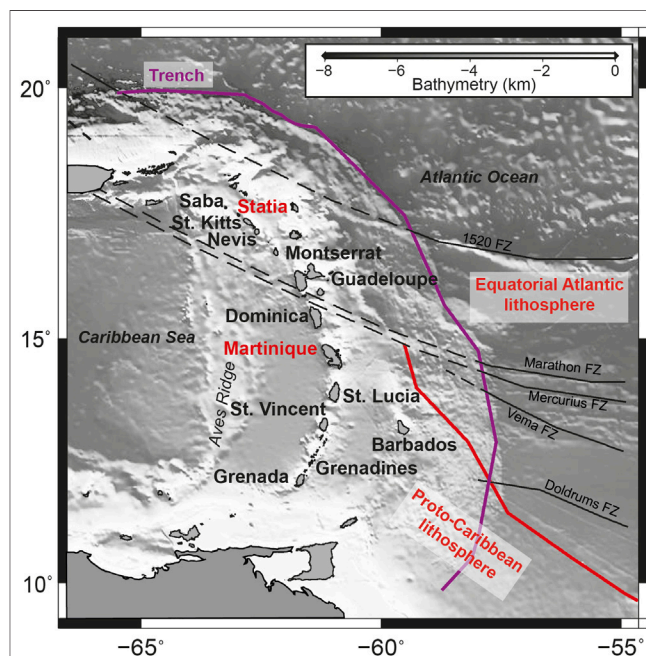 Trench
−8
−6
−4
−2
0
Bathymetry (km)
20°
Atlantic Ocean
Saba
Statia
St. Kitts
Nevis
1520 FZ
Montserrat
Guadeloupe
Equatorial Atlantic
lithosphere
Dominica
15°
Caribbean Sea
Martinique
Marathon FZ
Mercurius FZ
Aves Ridge
St. Lucia
St. Vincent
Vema FZ
Barbados
Grenada
Grenadines
Doldrums FZ
Proto-Caribbean
lithosphere
10°
−65°
−60°
−55°